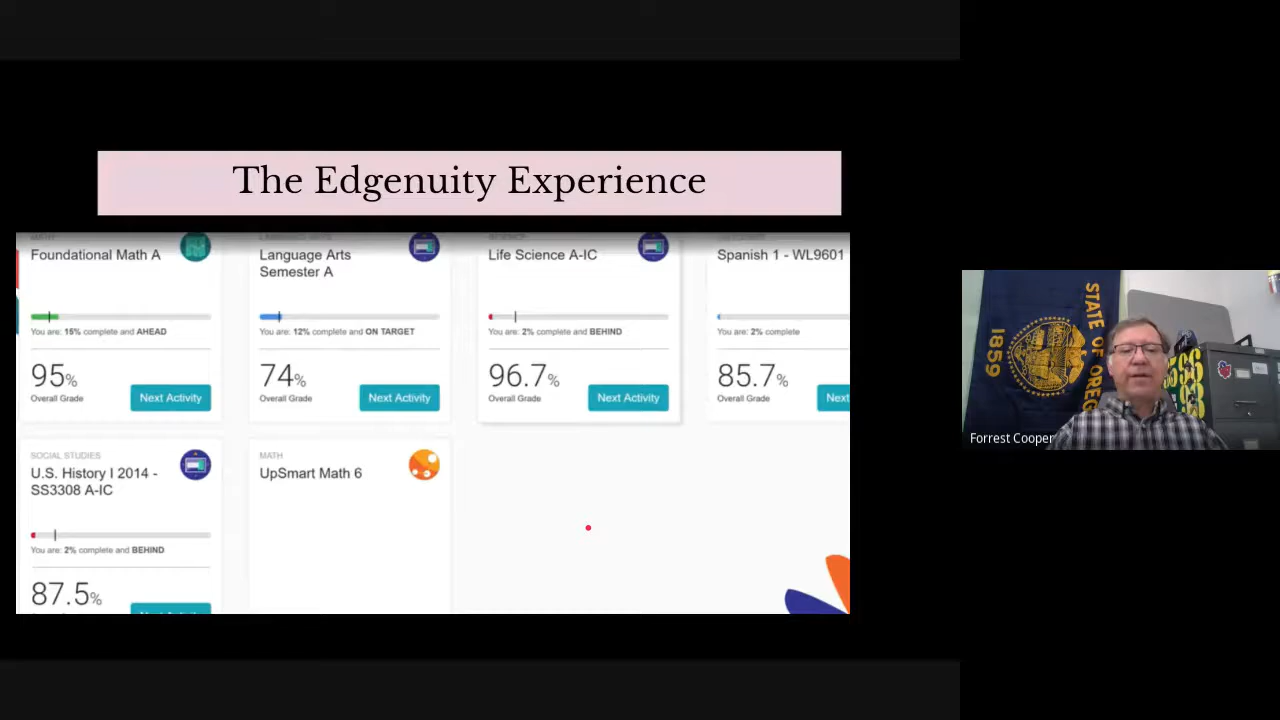 The Edgenuity Experience
Foundational Math A
Language Arts
Semester A
Life Science A-IC
Spanish 1 - WL9601
You are: 15% complete and AHEAD
You are: 12% complete and ON TARGET
You are: 2% complete and BEHIND
You are: 2% complete
95%
Overall Grade
Next Activity
74%
Overall Grade
Next Activity
96.7%
Overall Grade
Next Activity
85.7%
Overall Grade
SOCIAL STUDIES
U.S. History I 2014 -
SS3308 A-IC
You are: 2% complete and BEHIND
87.5%
MATH
UpSmart Math 6
STATE OF OREG
1859
Forrest Cooper